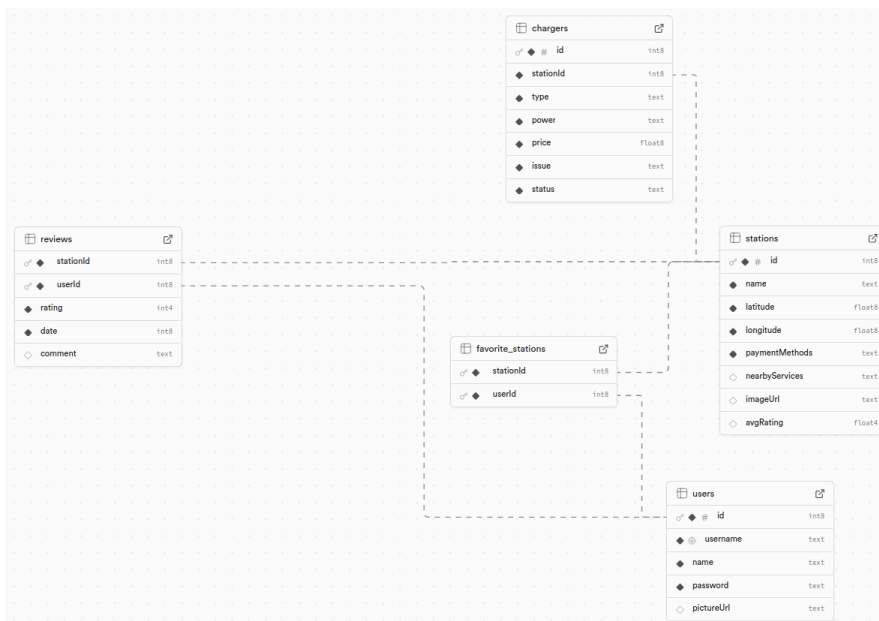 chargers
# id int8
stationId int8
type text
power text
price float8
issue text
status text
reviews
stationId int8
userId int8
rating int4
date int8
comment text
stations
# id int8
name text
latitude float8
longitude float8
paymentMethods text
nearbyServices text
imageUrl text
avgRating float4
favorite_stations
stationId int8
userId int8
users
# id int8
username text
name text
password text
pictureUrl text